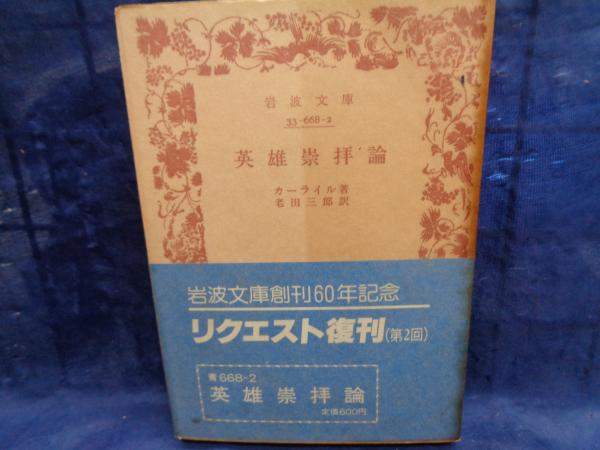 岩波文庫
33-668-2
英雄崇拝論
カーライル著
老田三郎訳
岩波文庫創刊60年記念
リクエスト復刊(第2回)
青668-2
英雄崇拝論
定価600円